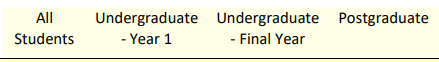 All Undergraduate Undergraduate Postgraduate
Students - Year 1 - Final Year